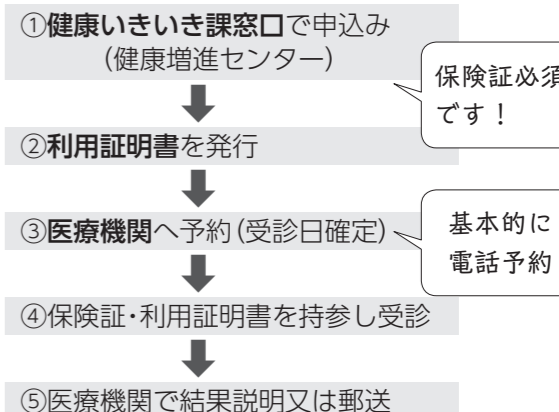 ①健康いきいき課窓口で申込み
(健康増進センター)
保険証必須
です！
②利用証明書を発行
③医療機関へ予約(受診日確定)
基本的に
電話予約
④保険証・利用証明書を持参し受診
⑤医療機関で結果説明又は郵送